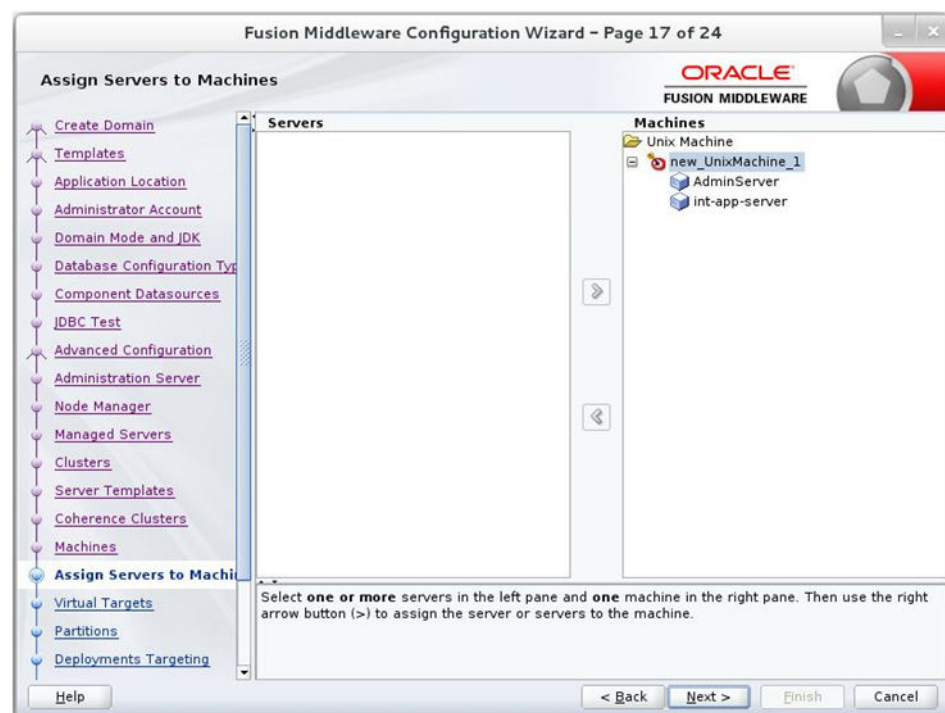 Fusion Middleware Configuration Wizard – Page 17 of 24
Assign Servers to Machines
ORACLE
FUSION MIDDLEWARE
Create Domain
Templates
Application Location
Administrator Account
Domain Mode and JDK
Database Configuration Typ
Component Datasources
JDBC Test
Advanced Configuration
Administration Server
Node Manager
Managed Servers
Clusters
Server Templates
Coherence Clusters
Machines
Assign Servers to Machi
Virtual Targets
Partitions
Deployments Targeting
Servers
Machines
Unix Machine
new_UnixMachine_1
AdminServer
int-app-server
Select one or more servers in the left pane and one machine in the right pane. Then use the right
arrow button (>) to assign the server or servers to the machine.
Help
< Back
Next >
Finish
Cancel